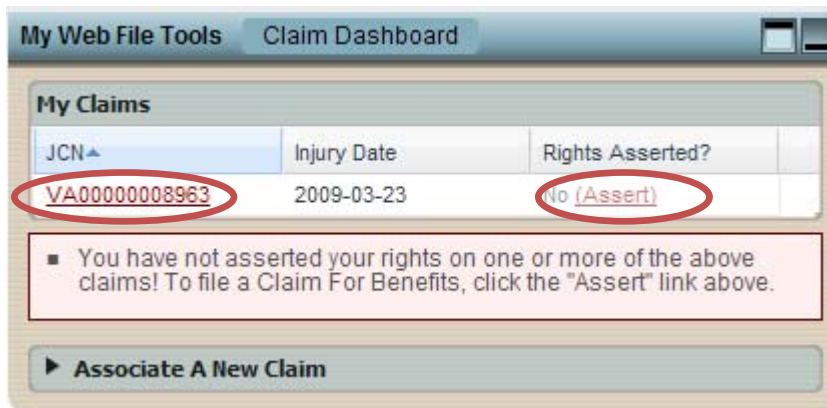 My Web File Tools Claim Dashboard
My Claims
JCN Injury Date Rights Asserted?
VA00000008963 2009-03-23 No (Assert)
■ You have not asserted your rights on one or more of the above
claims! To file a Claim For Benefits, click the "Assert" link above.
Associate A New Claim